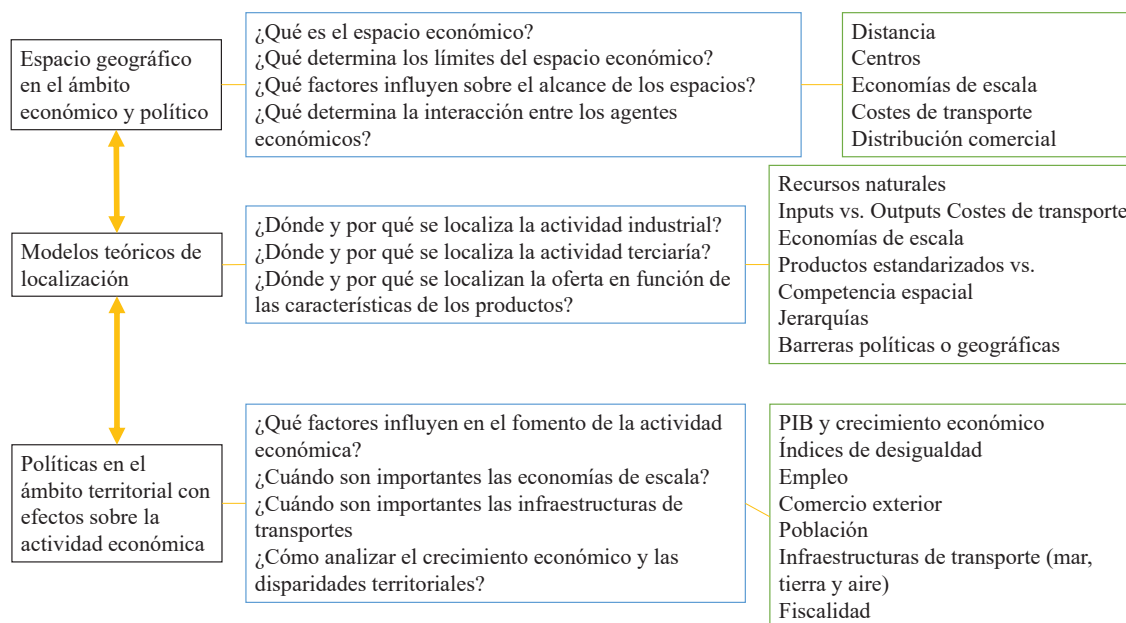 Espacio geográfico
en el ámbito
económico y político
¿Qué es el espacio económico?
¿Qué determina los límites del espacio económico?
¿Qué factores influyen sobre el alcance de los espacios?
¿Qué determina la interacción entre los agentes
económicos?
Distancia
Centros
Economías de escala
Costes de transporte
Distribución comercial
Modelos teóricos de
localización
¿Dónde y por qué se localiza la actividad industrial?
¿Dónde y por qué se localiza la actividad terciaría?
¿Dónde y por qué se localizan la oferta en función de
las características de los productos?
Recursos naturales
Inputs vs. Outputs Costes de transporte
Economías de escala
Productos estandarizados vs.
Competencia espacial
Jerarquías
Barreras políticas o geográficas
Políticas en el
ámbito territorial con
efectos sobre la
actividad económica
¿Qué factores influyen en el fomento de la actividad
económica?
¿Cuándo son importantes las economías de escala?
¿Cuándo son importantes las infraestructuras de
transportes
¿Cómo analizar el crecimiento económico y las
disparidades territoriales?
PIB y crecimiento económico
Índices de desigualdad
Empleo
Comercio exterior
Población
Infraestructuras de transporte (mar,
tierra y aire)
Fiscalidad